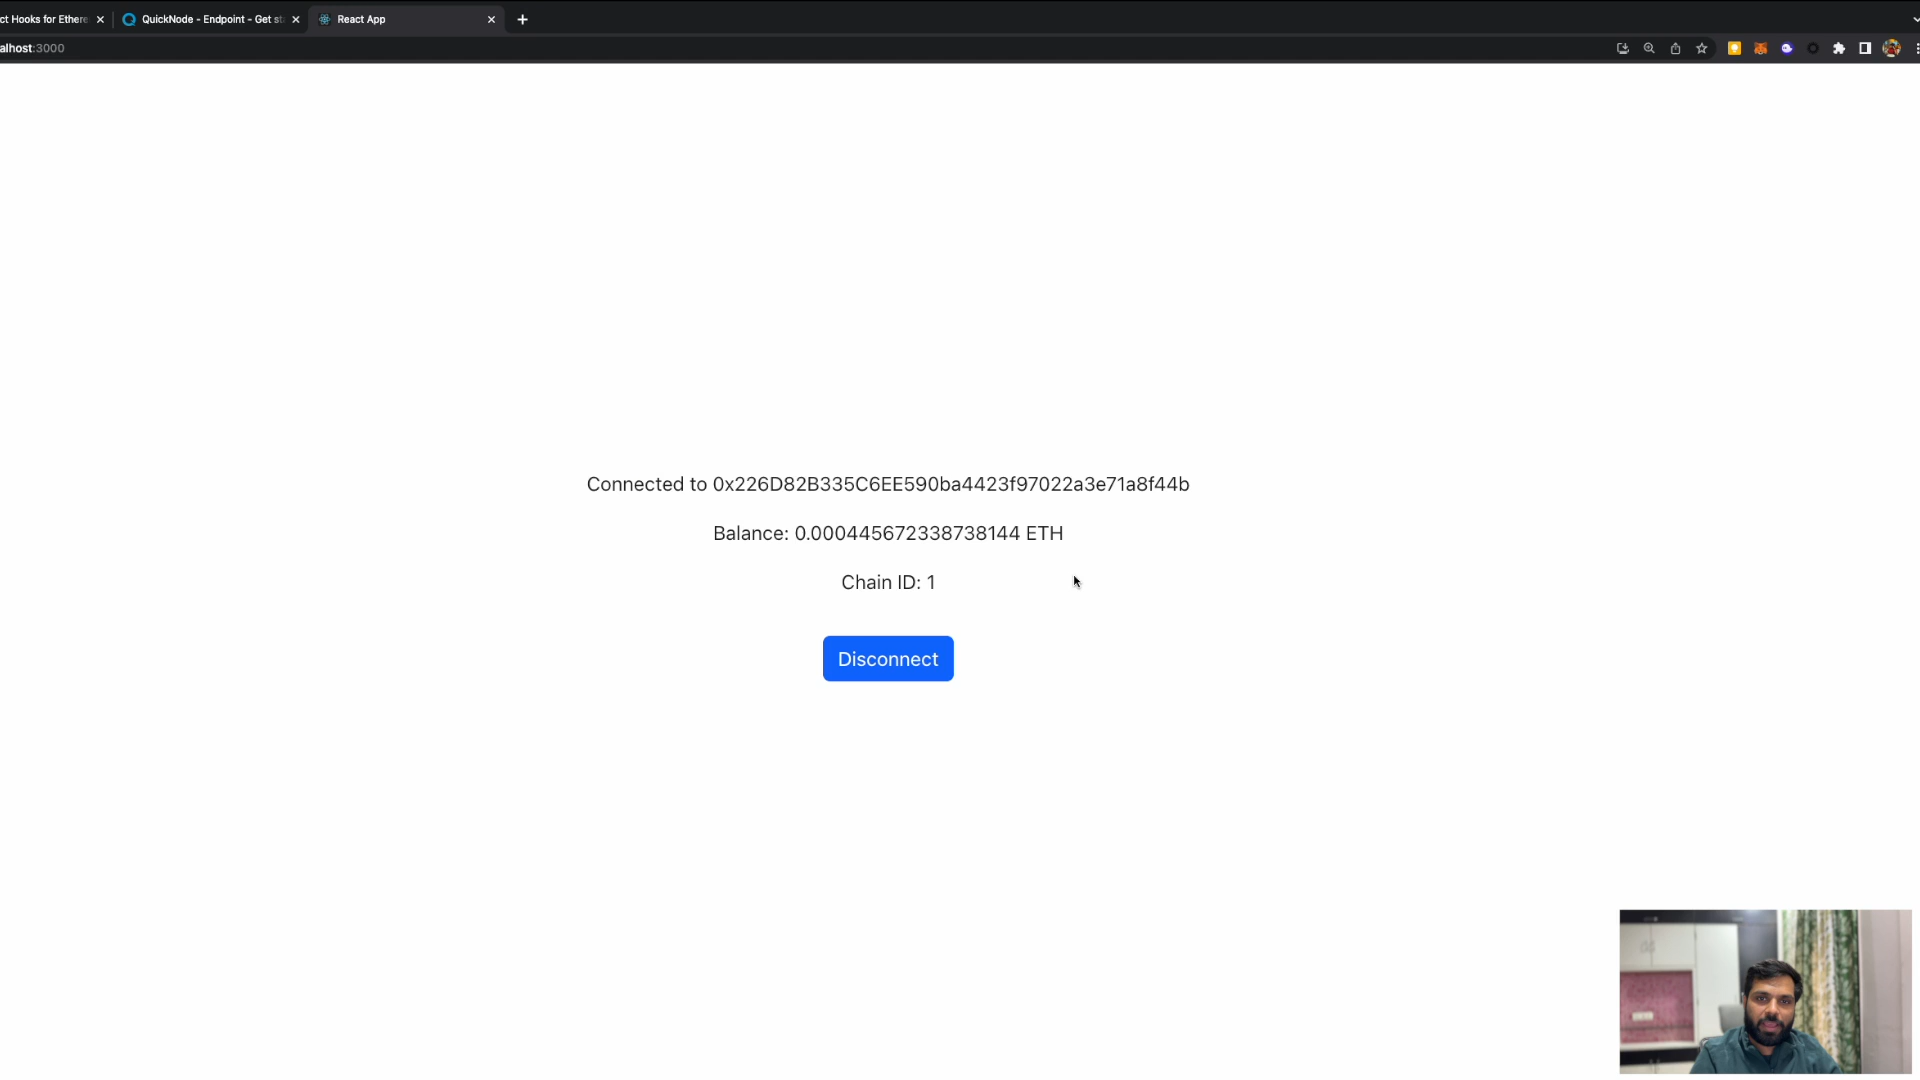 ct Hooks for Ethere
QuickNode - Endpoint - Get st
React App
alhost:3000
Connected to 0x226D82B335C6EE590ba4423f97022a3e71a8f44b
Balance: 0.000445672338738144 ETH
Chain ID: 1
Disconnect